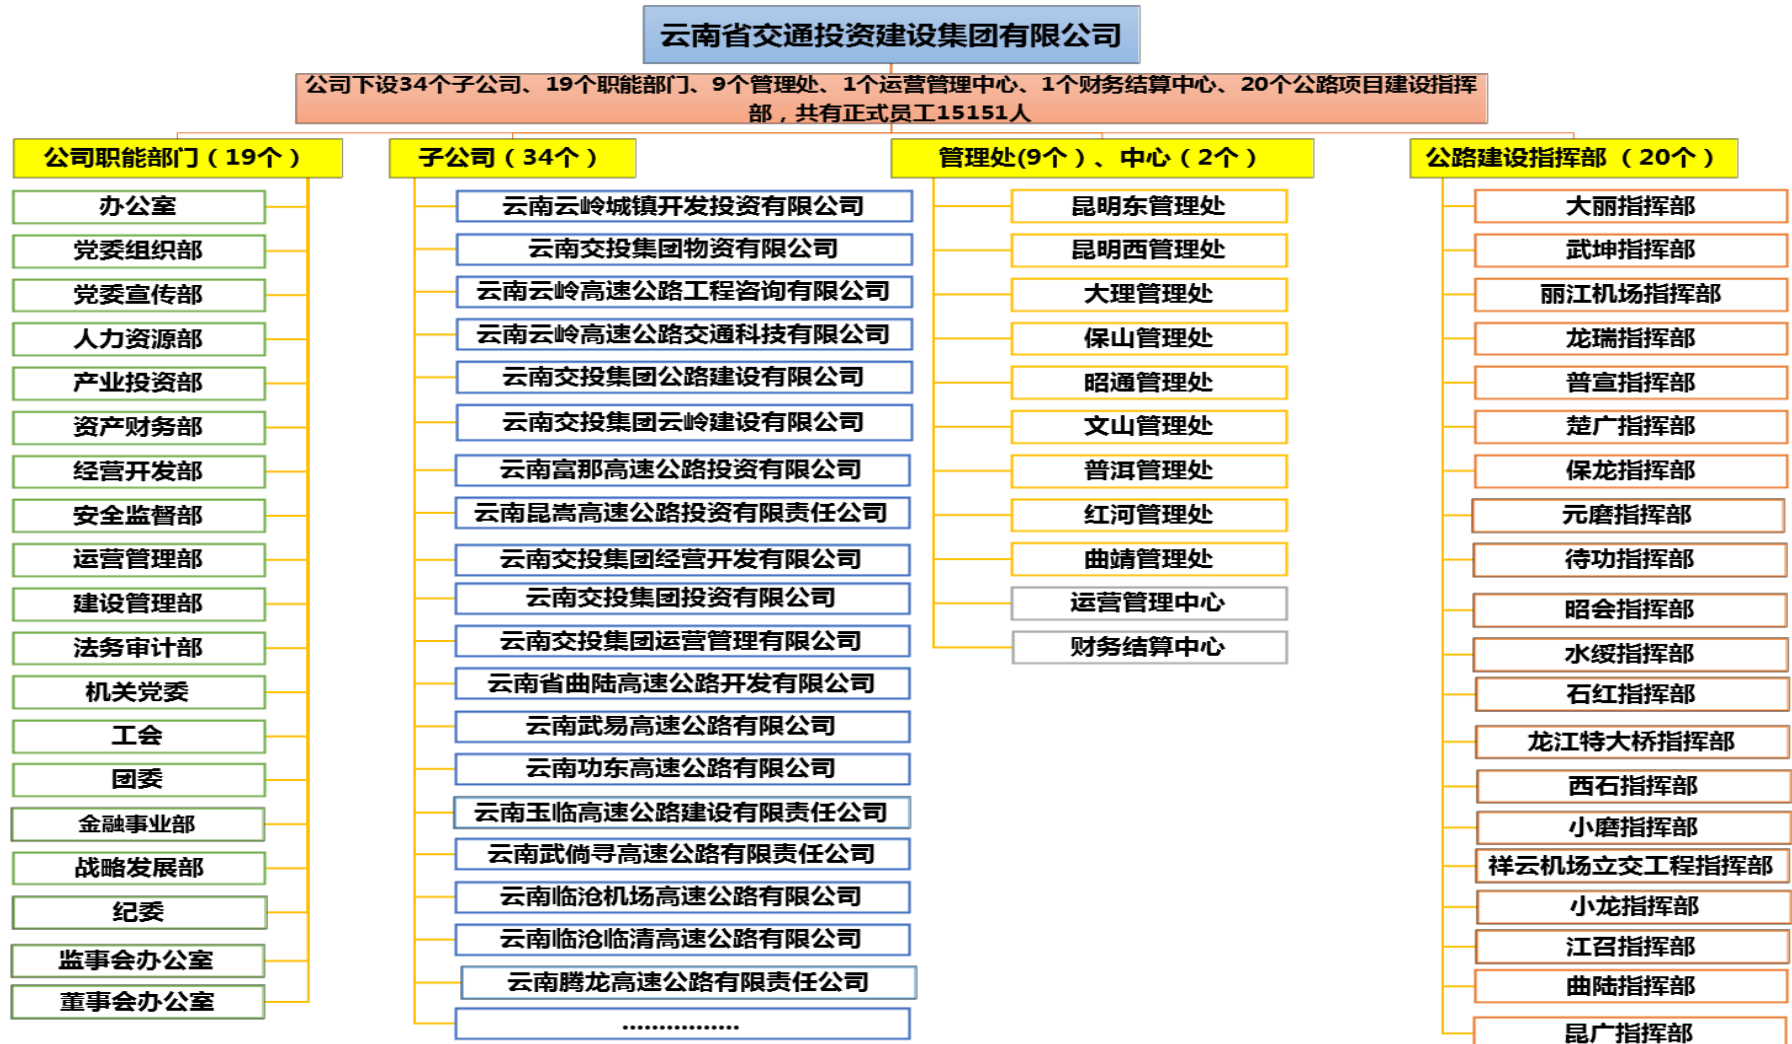 云南省交通投资建设集团有限公司
公司下设34个子公司、19个职能部门、9个管理处、1个运营管理中心、1个财务结算中心、20个公路项目建设指挥
部，共有正式员工15151人
公司职能部门（19个）
办公室
党委组织部
党委宣传部
人力资源部
产业投资部
资产财务部
经营开发部
安全监督部
运营管理部
建设管理部
法务审计部
机关党委
工会
团委
金融事业部
战略发展部
纪委
监事会办公室
董事会办公室
子公司（34个）
云南云岭城镇开发投资有限公司
云南交投集团物资有限公司
云南云岭高速公路工程咨询有限公司
云南云岭高速公路交通科技有限公司
云南交投集团公路建设有限公司
云南交投集团云岭建设有限公司
云南富那高速公路投资有限公司
云南昆嵩高速公路投资有限责任公司
云南交投集团经营开发有限公司
云南交投集团投资有限公司
云南交投集团运营管理有限公司
云南省曲陆高速公路开发有限公司
云南武易高速公路有限公司
云南功东高速公路有限公司
云南玉临高速公路建设有限责任公司
云南武倘寻高速公路有限责任公司
云南临沧机场高速公路有限公司
云南临沧临清高速公路有限公司
云南腾龙高速公路有限责任公司
................
管理处(9个）、中心（2个）
昆明东管理处
昆明西管理处
大理管理处
保山管理处
昭通管理处
文山管理处
普洱管理处
红河管理处
曲靖管理处
运营管理中心
财务结算中心
公路建设指挥部 （20个）
大丽指挥部
武坤指挥部
丽江机场指挥部
龙瑞指挥部
普宣指挥部
楚广指挥部
保龙指挥部
元磨指挥部
待功指挥部
昭会指挥部
水绥指挥部
石红指挥部
龙江特大桥指挥部
西石指挥部
小磨指挥部
祥云机场立交工程指挥部
小龙指挥部
江召指挥部
曲陆指挥部
昆广指挥部